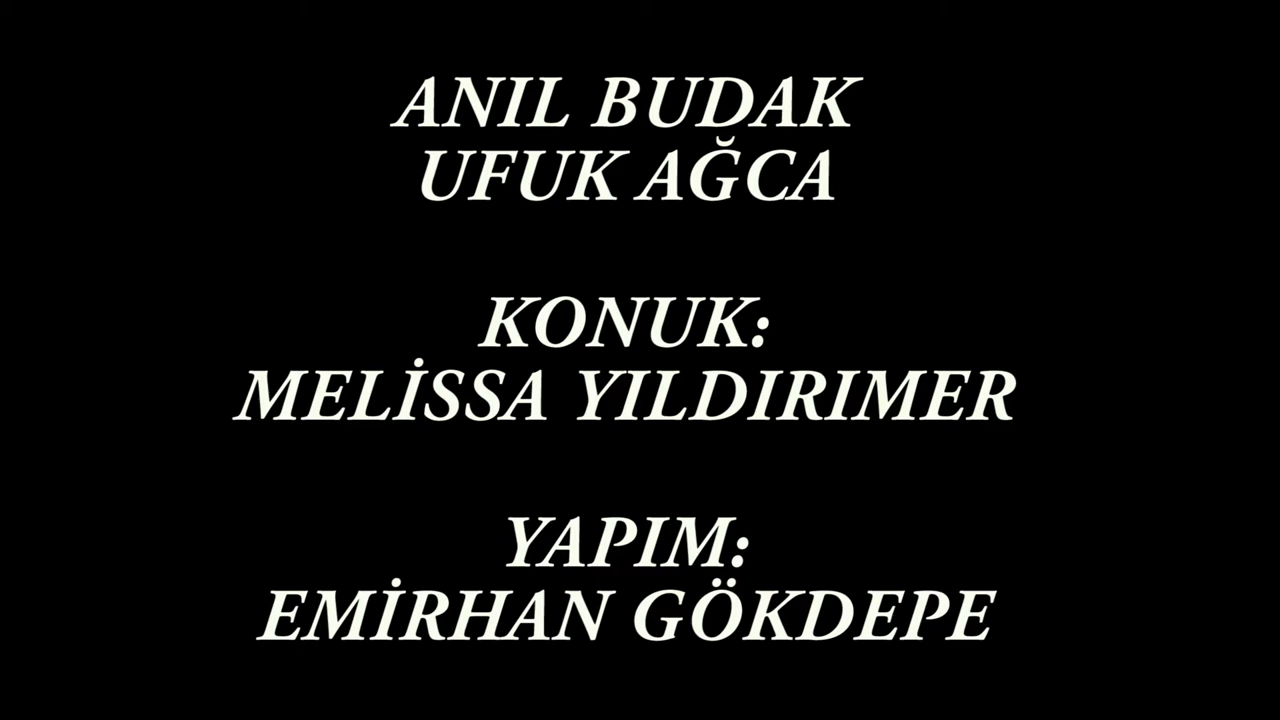 ANIL BUDAK
UFUK AĞCA
KONUK:
MELİSSA YILDIRIMER
YAPIM:
EMİRHAN GÖKDEPE